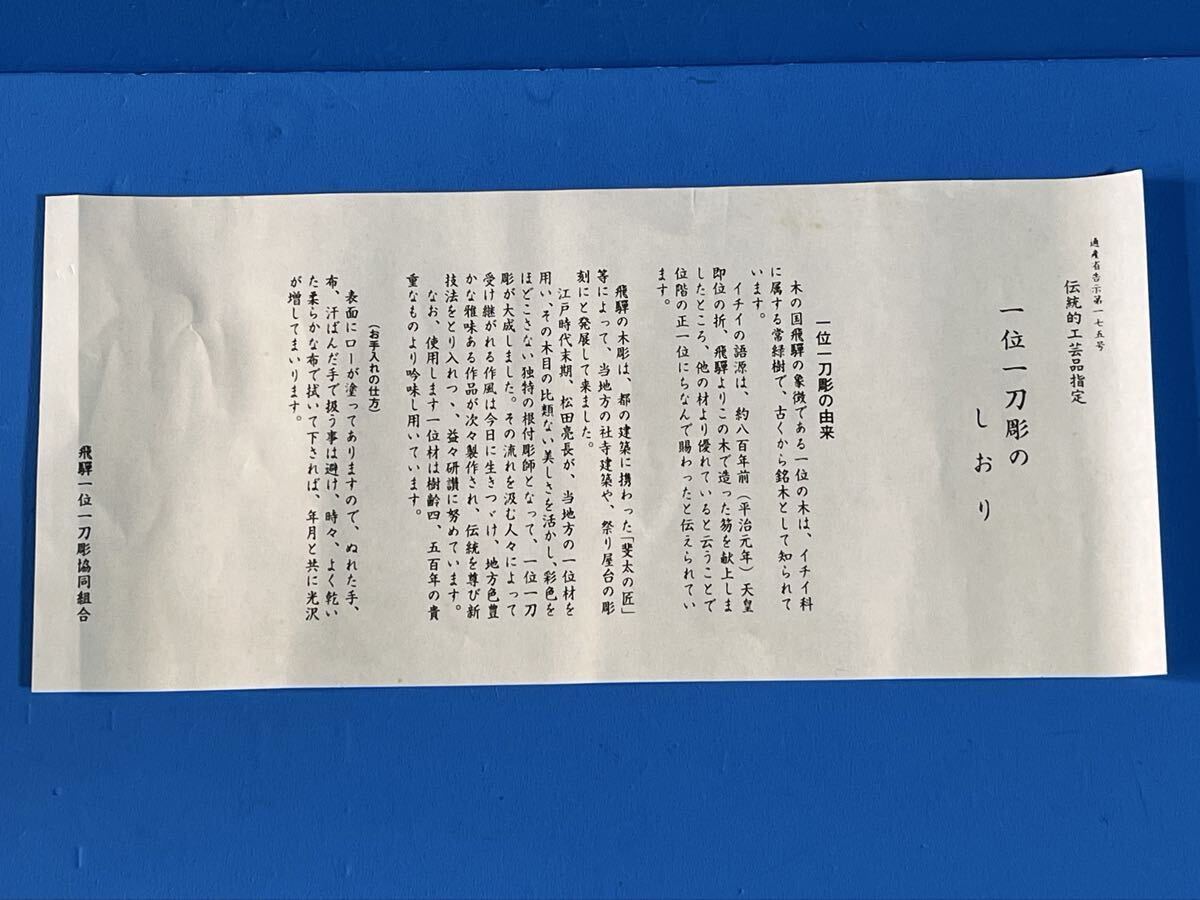 通産省告示第一七五号
伝統的工芸品指定
一位一刀彫の
しおり
一位一刀彫の由来
木の国飛騨の象徴である一位の木は、イチイ科
に属する常緑樹で、古くから銘木として知られて
います。
イチイの語源は、約八百年前（平治元年）天皇
即位の折、飛騨よりこの木で造った笏を献上しま
したところ、他の材より優れていると云うことで
位階の正一位にちなんで賜わったと伝えられてい
ます。
飛騨の木彫は、都の建築に携わった「斐太の匠」
等によって、当地方の社寺建築や、祭り屋台の彫
刻にと発展して来ました。
江戸時代末期、松田亮長が、当地方の一位材を
用い、その木目の比類ない美しさを活かし、彩色を
ほどこさない独特の根付彫師となって、一位一刀
彫が大成しました。その流れを汲む人々によって
受け継がれる作風は今日に生きつゞけ、地方色豊
かな雅味ある作品が次々製作され、伝統を尊び新
技法をとり入れつゝ、益々研讃に努めています。
なお、使用します一位材は樹齢四、五百年の貴
重なものより吟味し用いています。
（お手入れの仕方）
表面にローが塗ってありますので、ぬれた手、
布、汗ばんだ手で扱う事は避け、時々、よく乾い
た柔らかな布で拭いて下されば、年月と共に光沢
が増してまいります。
飛騨一位一刀彫協同組合